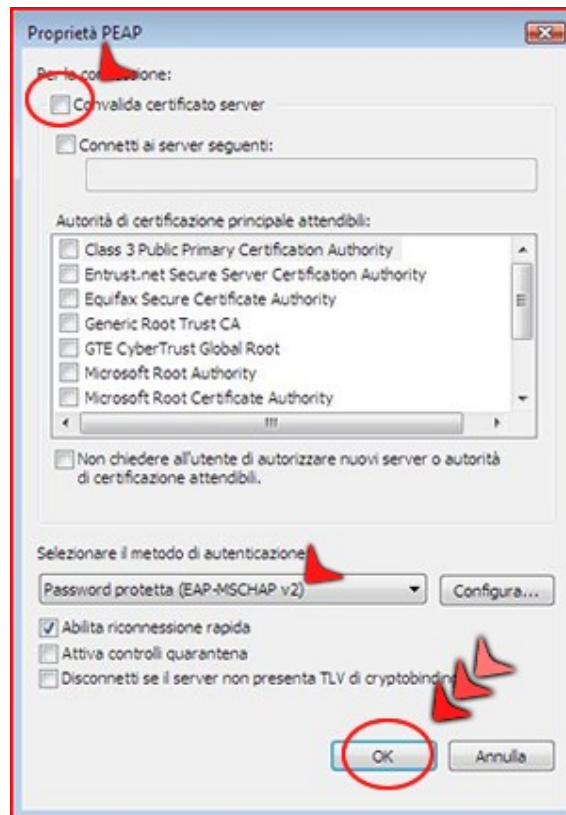 Proprietà PEAP
Per la connessione:
Convalida certificato server
Connetti ai server seguenti:
Autorità di certificazione principale attendibili:
Class 3 Public Primary Certification Authority
Entrust.net Secure Server Certification Authority
Equifax Secure Certificate Authority
Generic Root Trust CA
GTE CyberTrust Global Root
Microsoft Root Authority
Microsoft Root Certificate Authority
Non chiedere all'utente di autorizzare nuovi server o autorità
di certificazione attendibili.
Selezionare il metodo di autenticazione
Password protetta (EAP-MSCHAP v2)
Configura...
Abilita riconnessione rapida
Attiva controlli quarantena
Disconnetti se il server non presenta TLV di cryptobinding
OK
Annulla